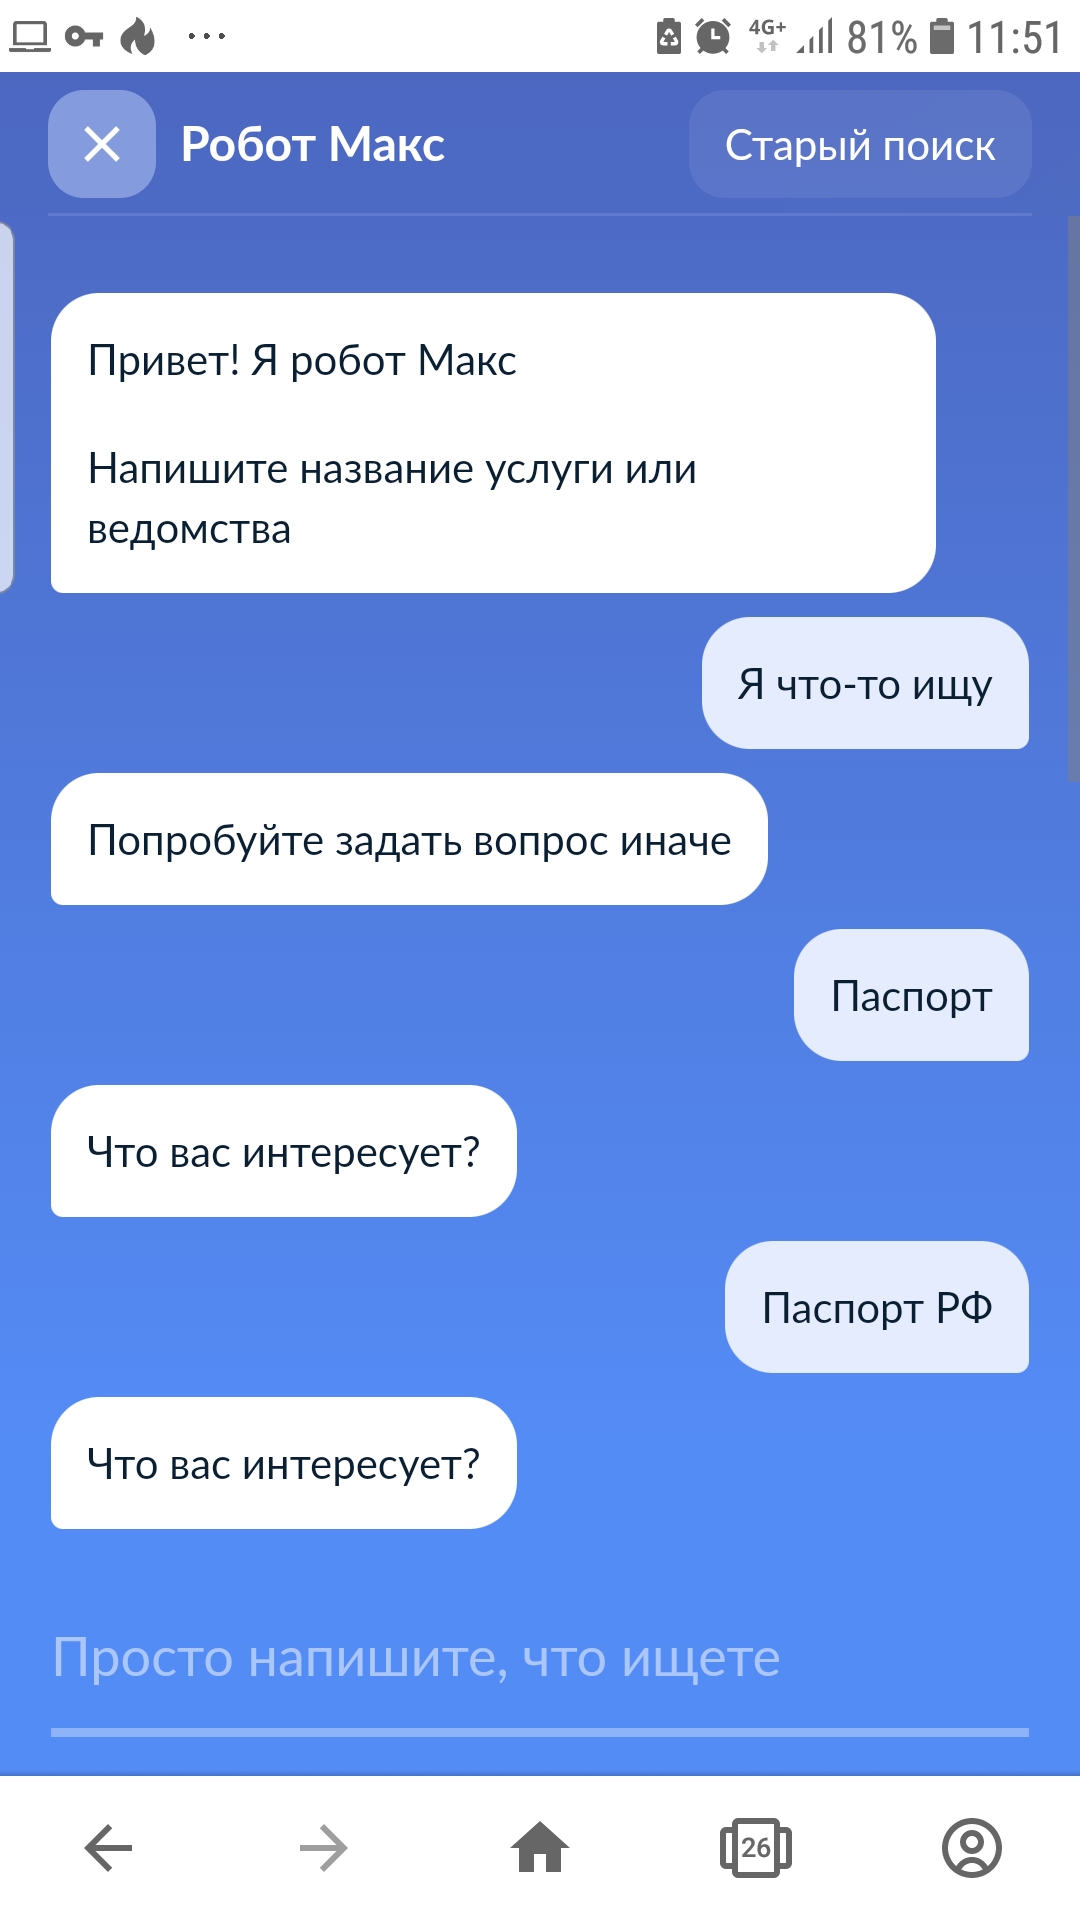 4G+ 81% 11:51
Робот Макс
Старый поиск
Привет! Я робот Макс
Напишите название услуги или
ведомства
Я что-то ищу
Попробуйте задать вопрос иначе
Паспорт
Что вас интересует?
Паспорт РФ
Что вас интересует?
Просто напишите, что ищете
26